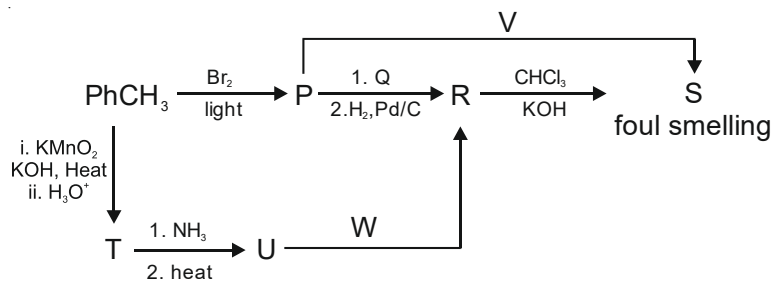 V
PhCH₃ Br₂ light P 1. Q 2.H₂,Pd/C R CHCl₃ KOH S
foul smelling
i. KMnO₂
KOH, Heat
ii. H₃O⁺
T 1. NH₃ 2. heat U W